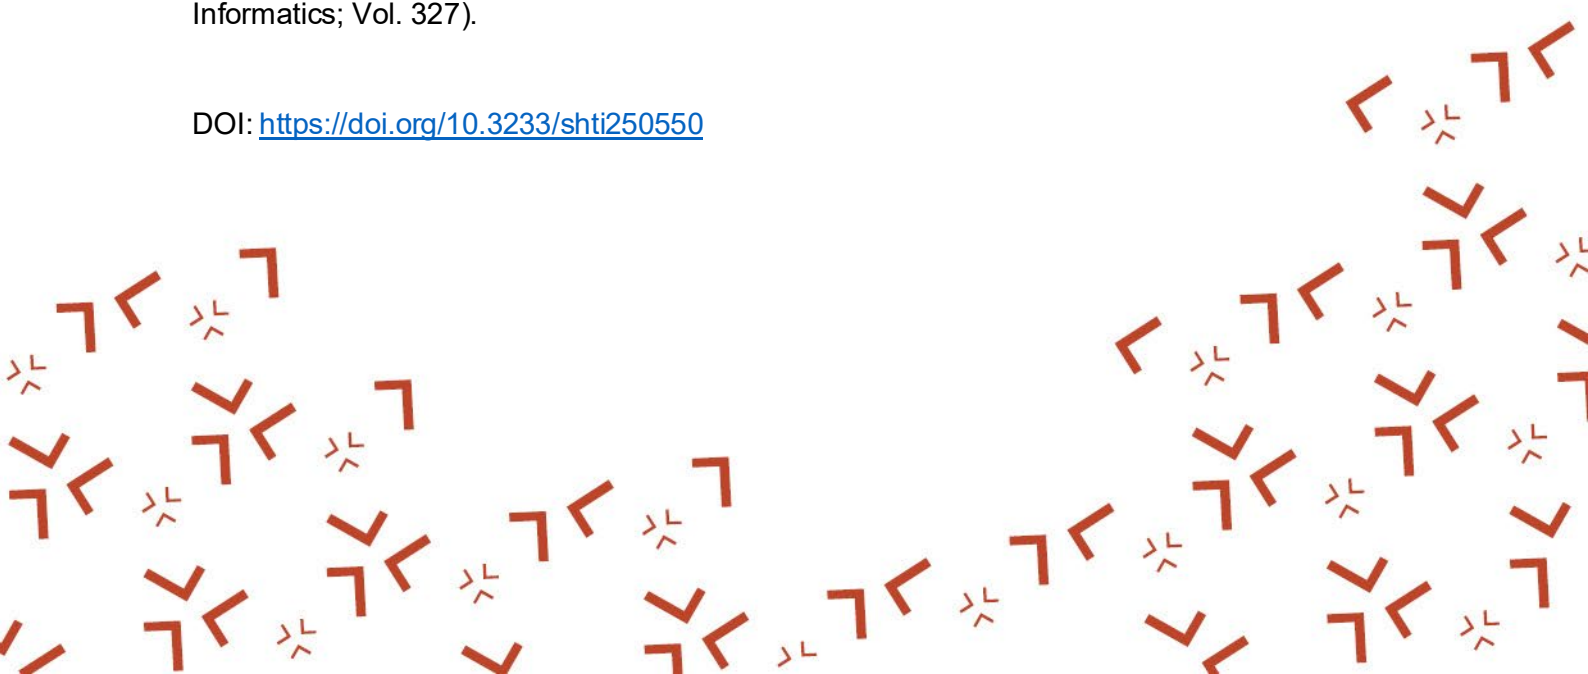 Informatics; Vol. 327).
DOI: https://doi.org/10.3233/shti250550